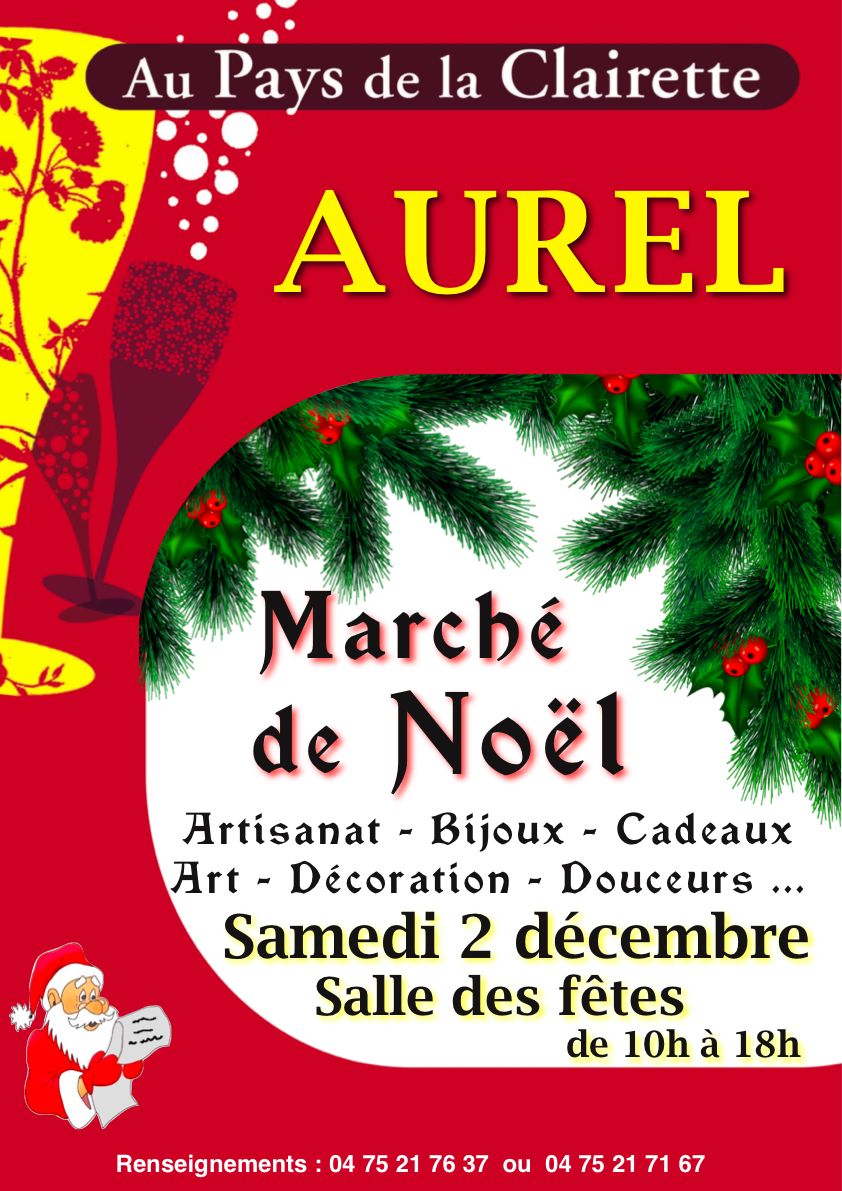 Au Pays de la Clairette
AUREL
Marché
de Noël
Artisanat - Bijoux - Cadeaux
Art - Décoration - Douceurs ...
Samedi 2 décembre
Salle des fêtes
de 10h à 18h
Renseignements : 04 75 21 76 37 ou 04 75 21 71 67